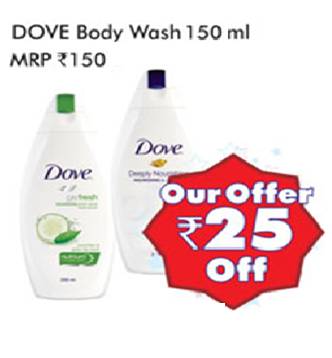 DOVE Body Wash 150 ml
MRP ₹150
Dove
go fresh
Dove
Deeply Nourishing
Our Offer
₹25
Off